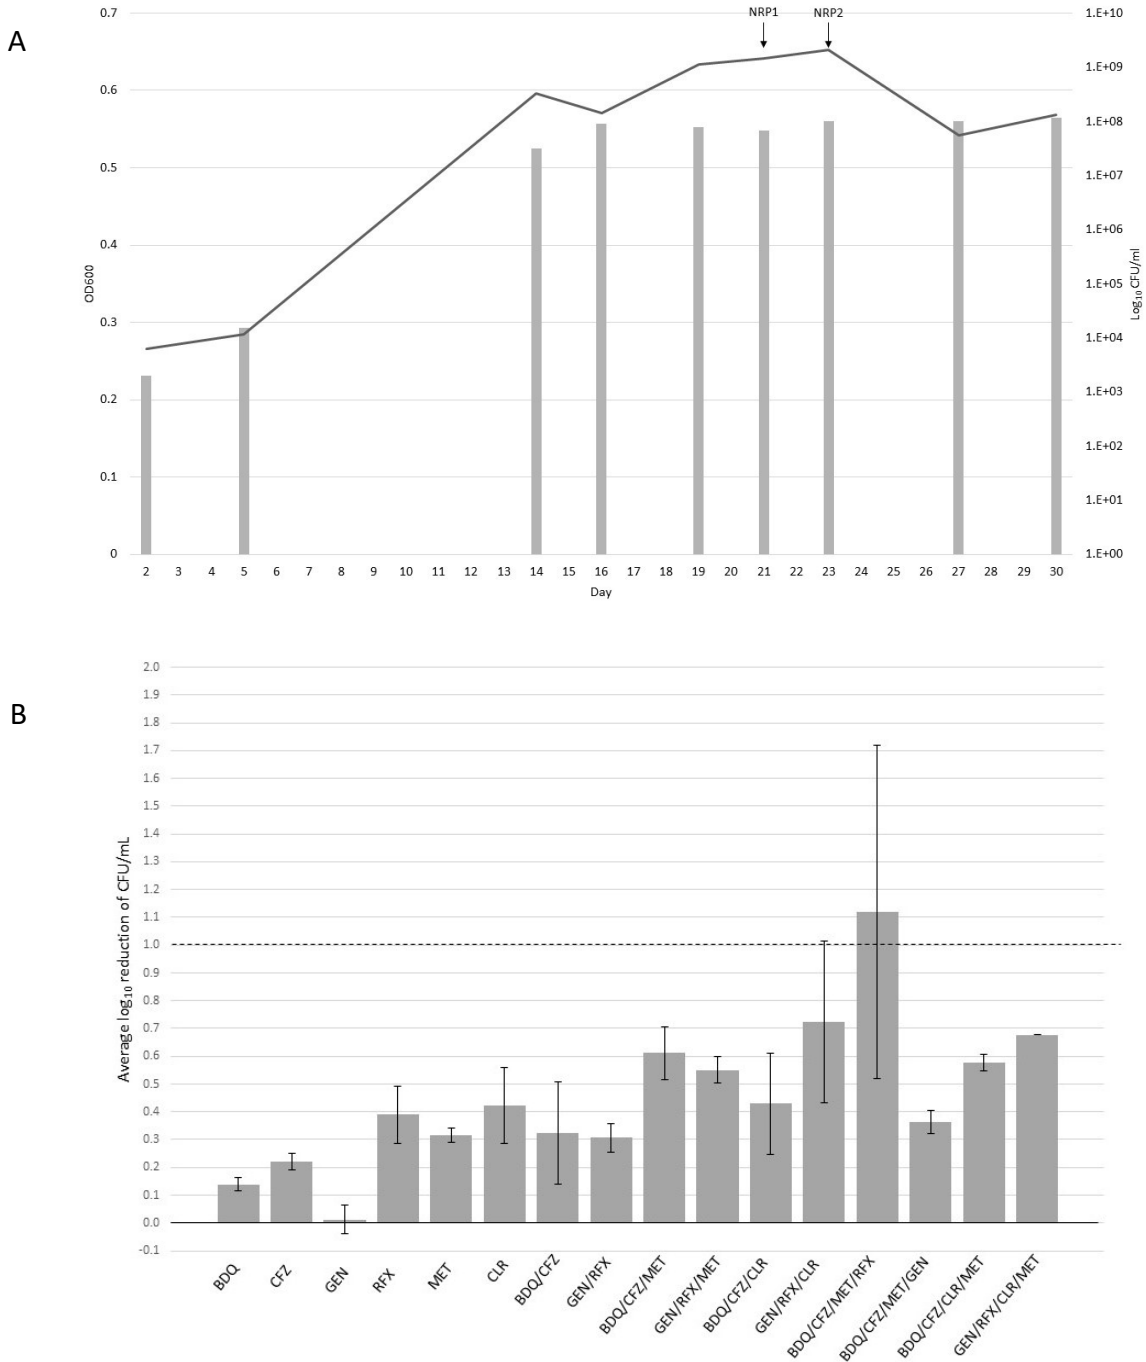 A
NRP1
NRP2
0.7
0.6
0.5
0.4
0.3
0.2
0.1
0
OD600
1.E+10
1.E+09
1.E+08
1.E+07
1.E+06
1.E+05
1.E+04
1.E+03
1.E+02
1.E+01
1.E+00
Log10 CFU/ml
2 3 4 5 6 7 8 9 10 11 12 13 14 15 16 17 18 19 20 21 22 23 24 25 26 27 28 29 30
Day
B
2.0
1.9
1.8
1.7
1.6
1.5
1.4
1.3
1.2
1.1
1.0
0.9
0.8
0.7
0.6
0.5
0.4
0.3
0.2
0.1
0.0
-0.1
Average log10 reduction of CFU/mL
BDQ
CFZ
GEN
RFX
MET
CLR
BDQ/CFZ
GEN/RFX
BDQ/CFZ/MET
GEN/RFX/MET
BDQ/CFZ/CLR
GEN/RFX/CLR
BDQ/CFZ/MET/RFX
BDQ/CFZ/MET/GEN
BDQ/CFZ/CLR/MET
GEN/RFX/CLR/MET